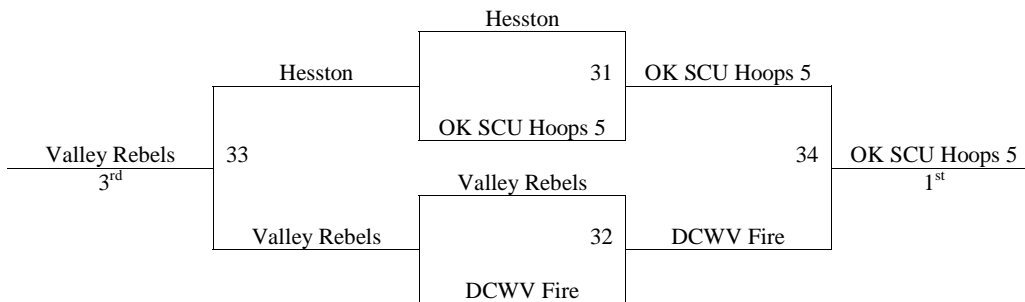 Hesston
Hesston
31
OK SCU Hoops 5
OK SCU Hoops 5
Valley Rebels
33
34
OK SCU Hoops 5
3rd
Valley Rebels
1st
Valley Rebels
32
DCWV Fire
DCWV Fire